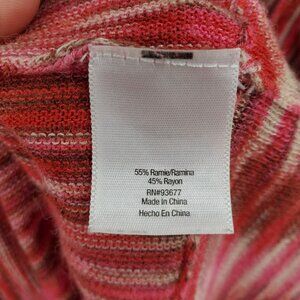 55% Ramie/Ramina
45% Rayon
RN#93677
Made In China
Hecho En China